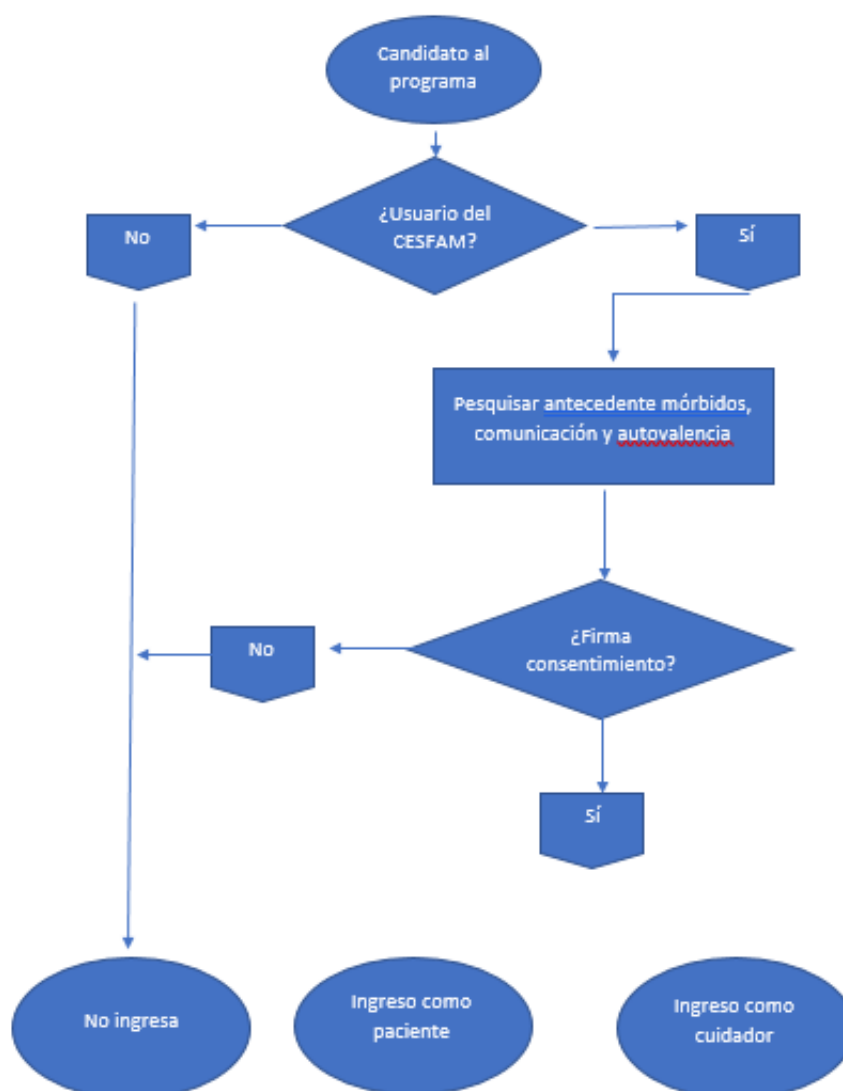 Candidato al
programa
¿Usuario del
CESFAM?
No
Sí
Pesquisar antecedente mórbidos,
comunicación y autovalencia
¿Firma
consentimiento?
No
Sí
No ingresa
Ingreso como
paciente
Ingreso como
cuidador